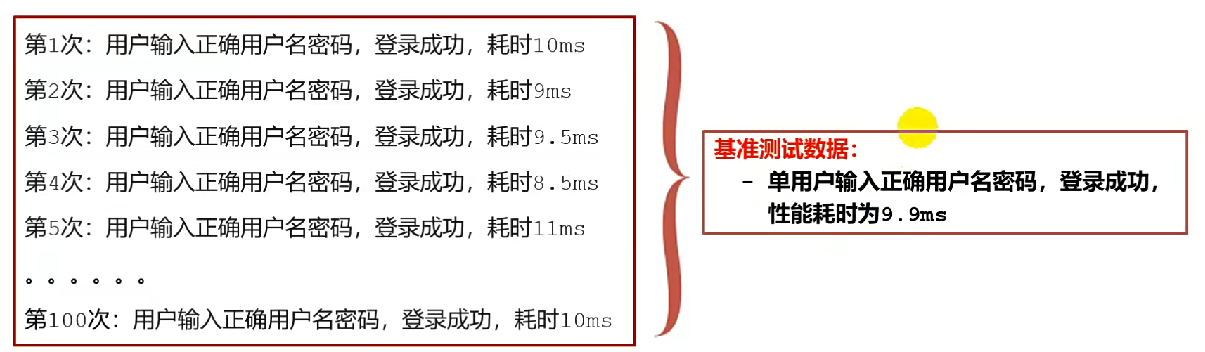 第1次：用户输入正确用户名密码，登录成功，耗时10ms
第2次：用户输入正确用户名密码，登录成功，耗时9ms
第3次：用户输入正确用户名密码，登录成功，耗时9.5ms
第4次：用户输入正确用户名密码，登录成功，耗时8.5ms
第5次：用户输入正确用户名密码，登录成功，耗时11ms
。。。。。。
第100次：用户输入正确用户名密码，登录成功，耗时10ms
基准测试数据：
- 单用户输入正确用户名密码，登录成功，
性能耗时为9.9ms